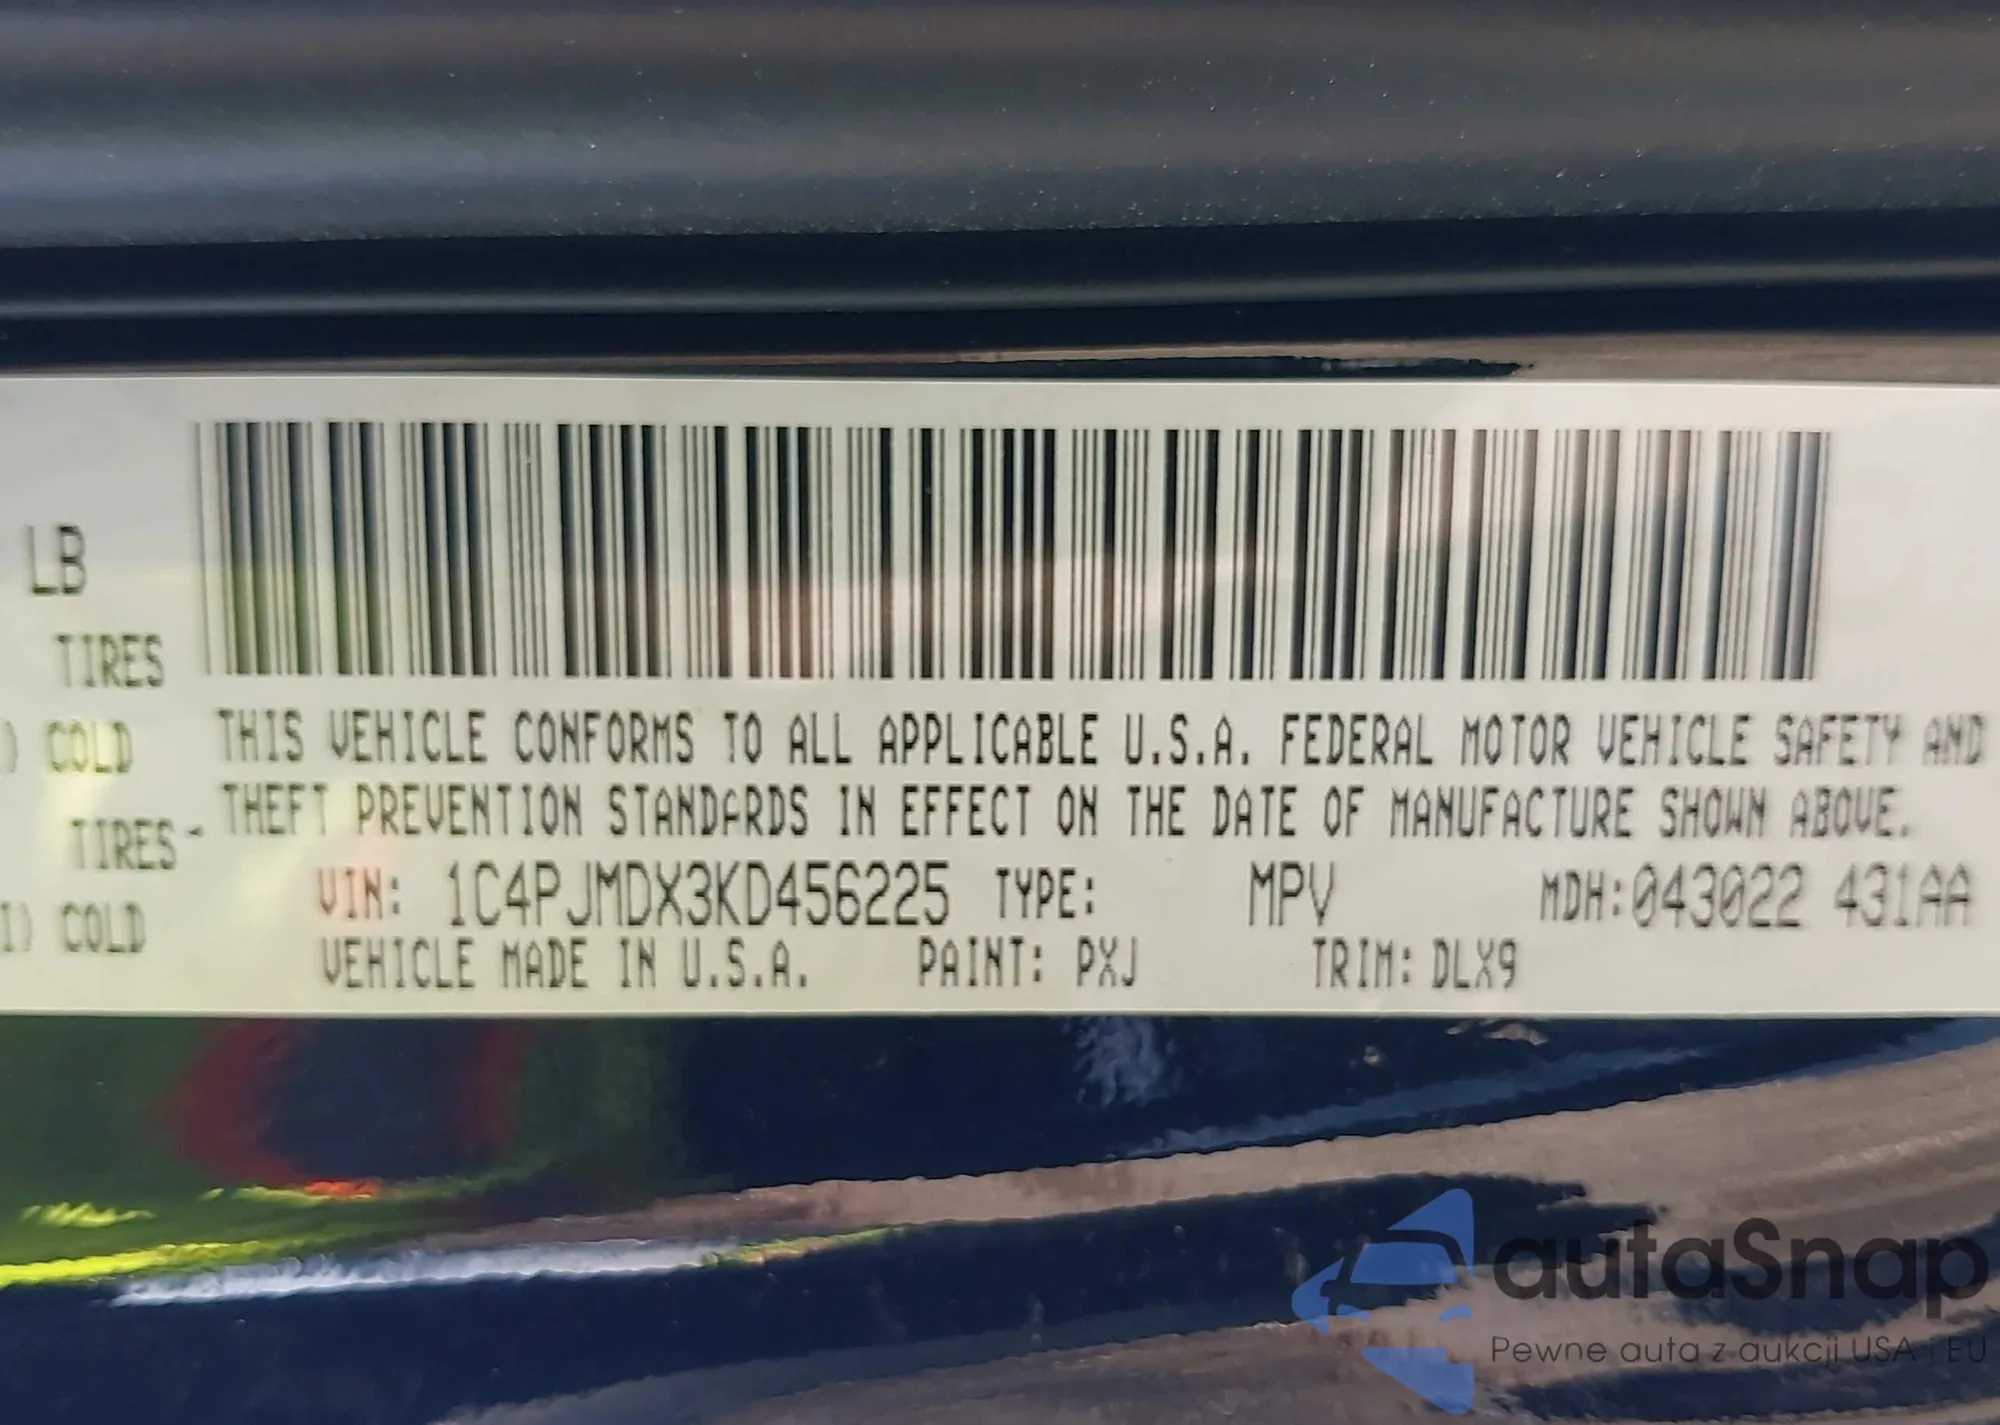 LB
TIRES
) COLD
TIRES-
I) COLD
THIS VEHICLE CONFORMS TO ALL APPLICABLE U.S.A. FEDERAL MOTOR VEHICLE SAFETY AND
THEFT PREVENTION STANDARDS IN EFFECT ON THE DATE OF MANUFACTURE SHOWN ABOVE.
VIN: 1C4PJMDX3KD456225 TYPE: MPV MDH:043022 431AA
VEHICLE MADE IN U.S.A. PAINT: PXJ TRIM: DLX9
autaSnap
Pewne auta z aukcji USA i EU